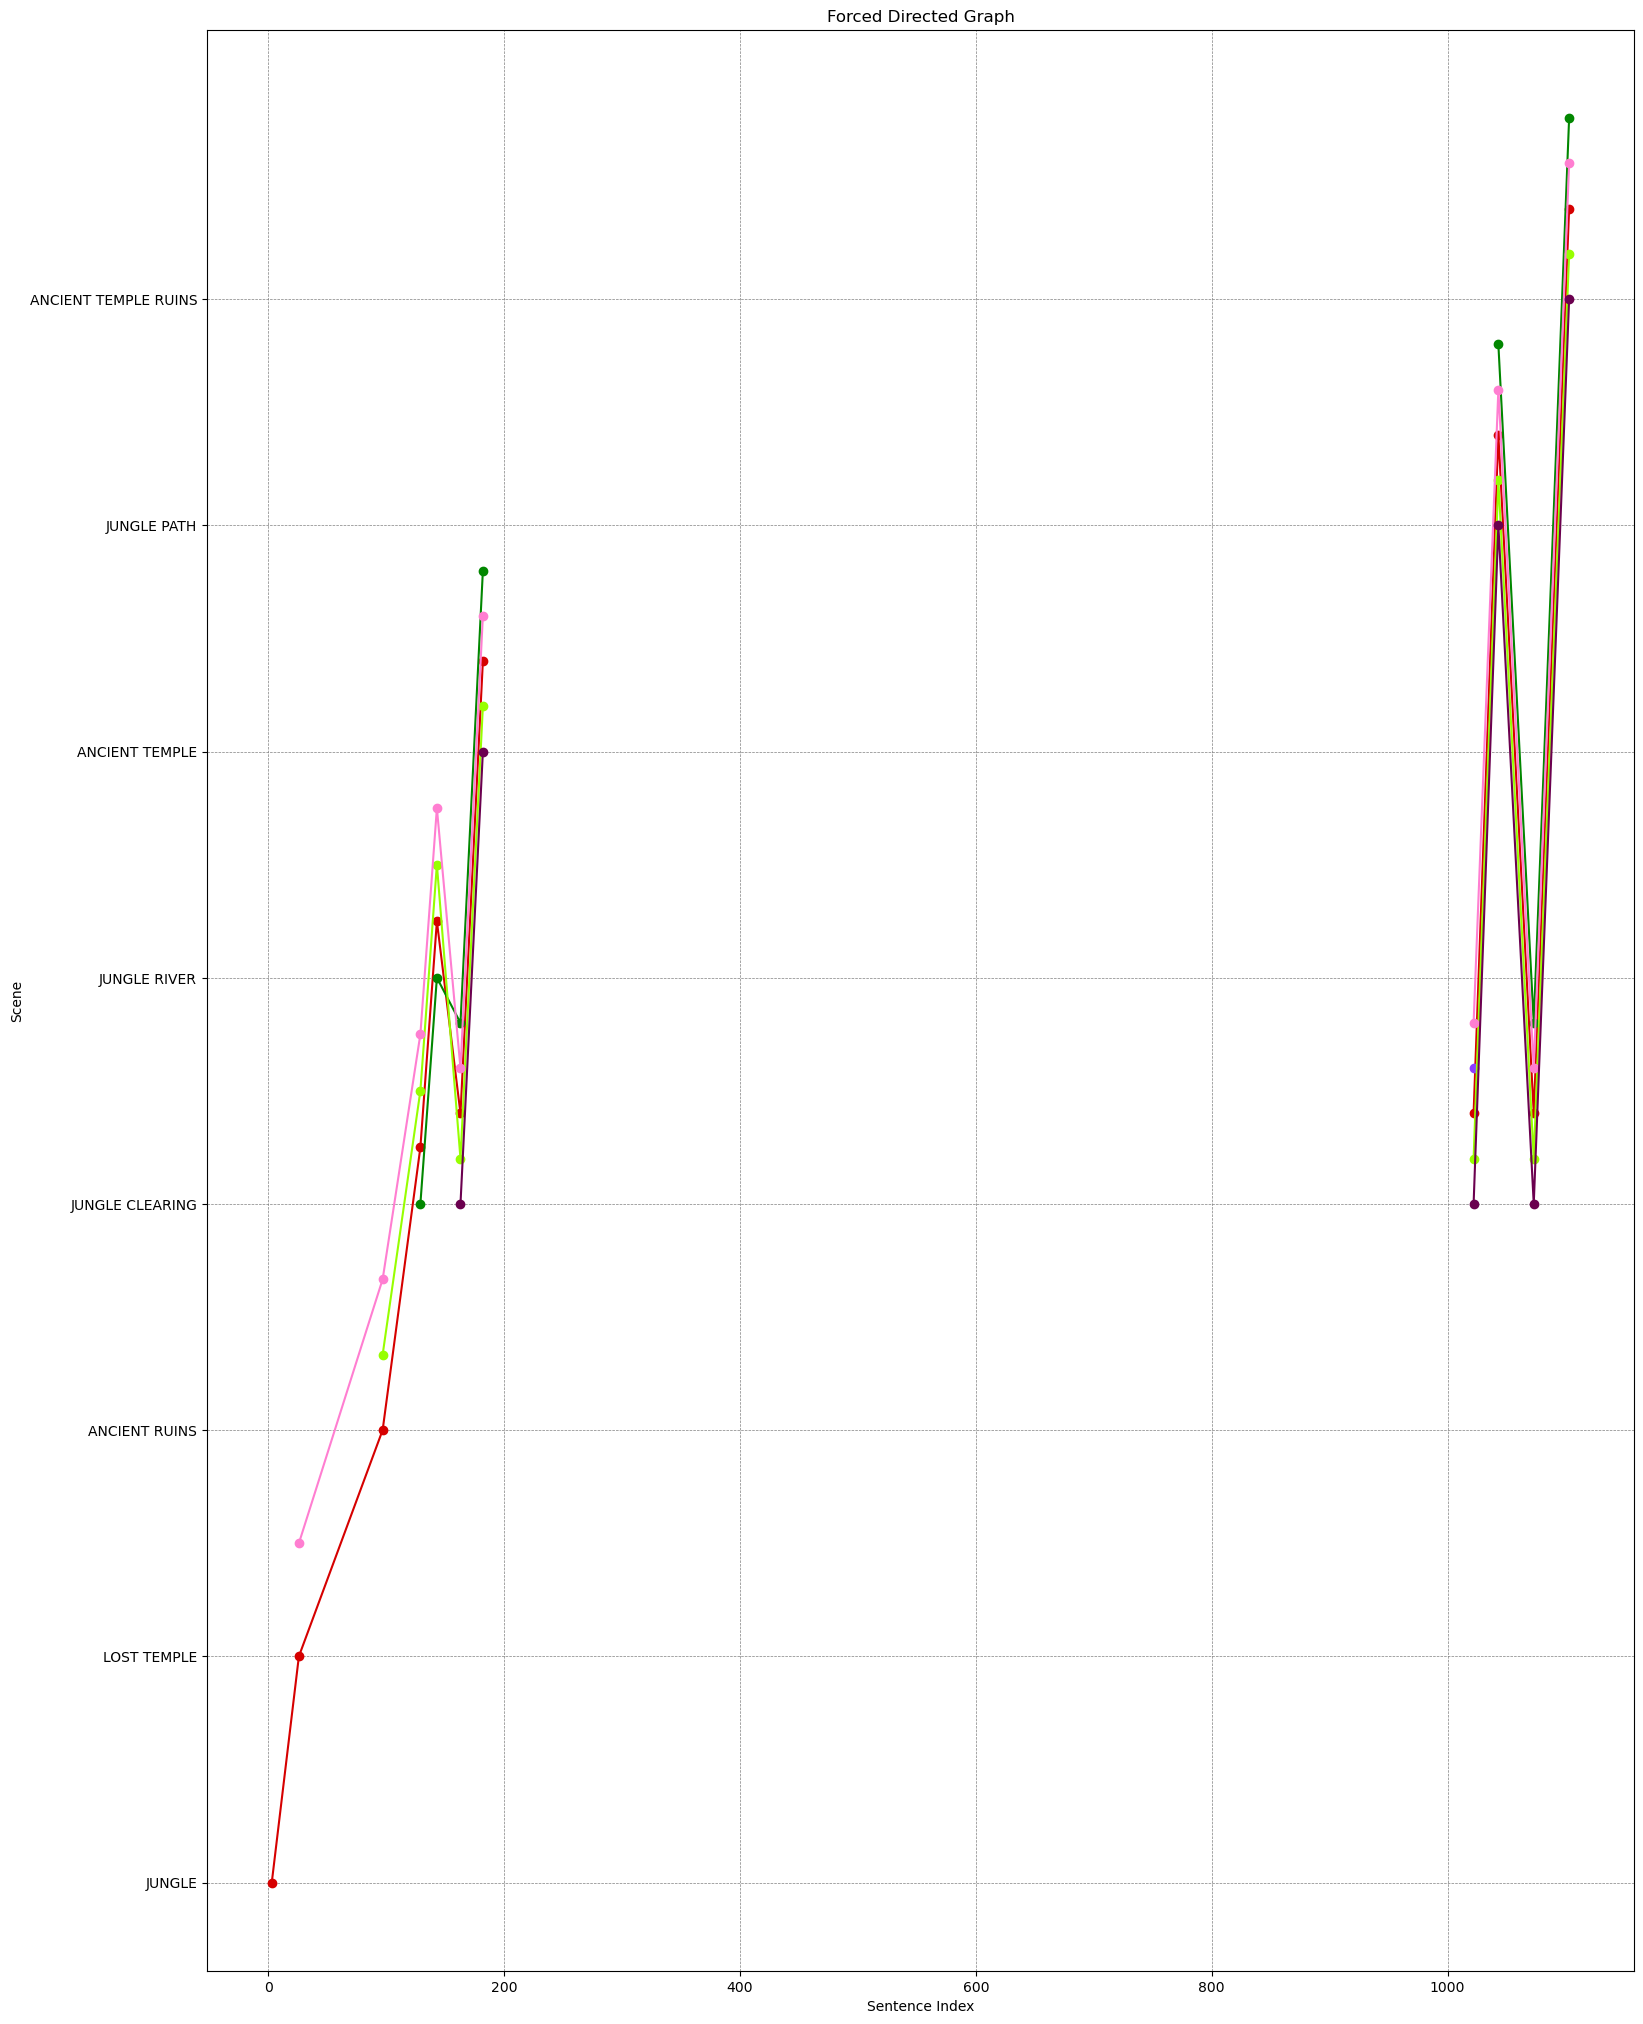 Forced Directed Graph
ANCIENT TEMPLE RUINS
JUNGLE PATH
ANCIENT TEMPLE
JUNGLE RIVER
Scene
JUNGLE CLEARING
ANCIENT RUINS
LOST TEMPLE
JUNGLE
0 200 400 600 800 1000
Sentence Index